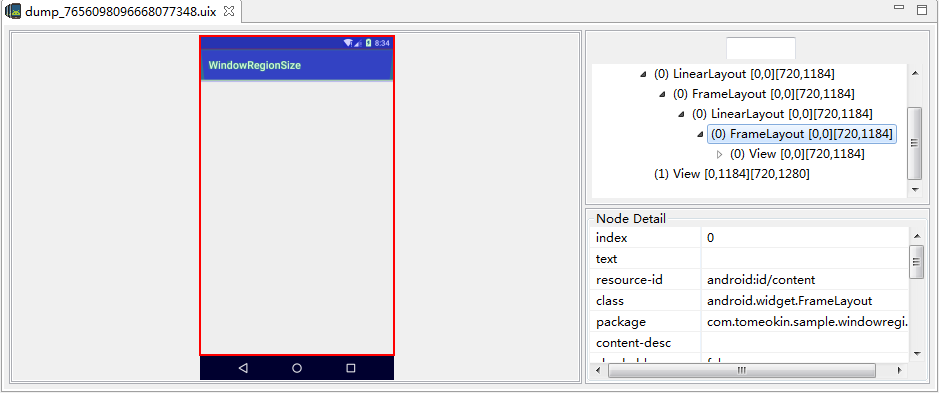 dump_7656098096668077348.uix
8:34
WindowRegionSize
(0) LinearLayout [0,0][720,1184]
(0) FrameLayout [0,0][720,1184]
(0) LinearLayout [0,0][720,1184]
(0) FrameLayout [0,0][720,1184]
(0) View [0,0][720,1184]
(1) View [0,1184][720,1280]
Node Detail
index 0
text
resource-id android:id/content
class android.widget.FrameLayout
package com.tomeokin.sample.windowregi.
content-desc